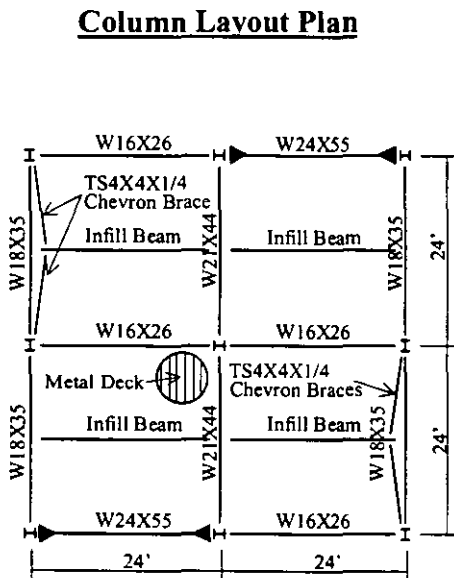 Column Layout Plan
W16X26
W24X55
TS4X4X1/4
Chevron Brace
Infill Beam
Infill Beam
W18X35
W21X44
W18X35
24'
W16X26
W16X26
Metal Deck
TS4X4X1/4
Chevron Braces
Infill Beam
Infill Beam
W18X35
W21X44
W18X35
24'
W24X55
W16X26
24'
24'